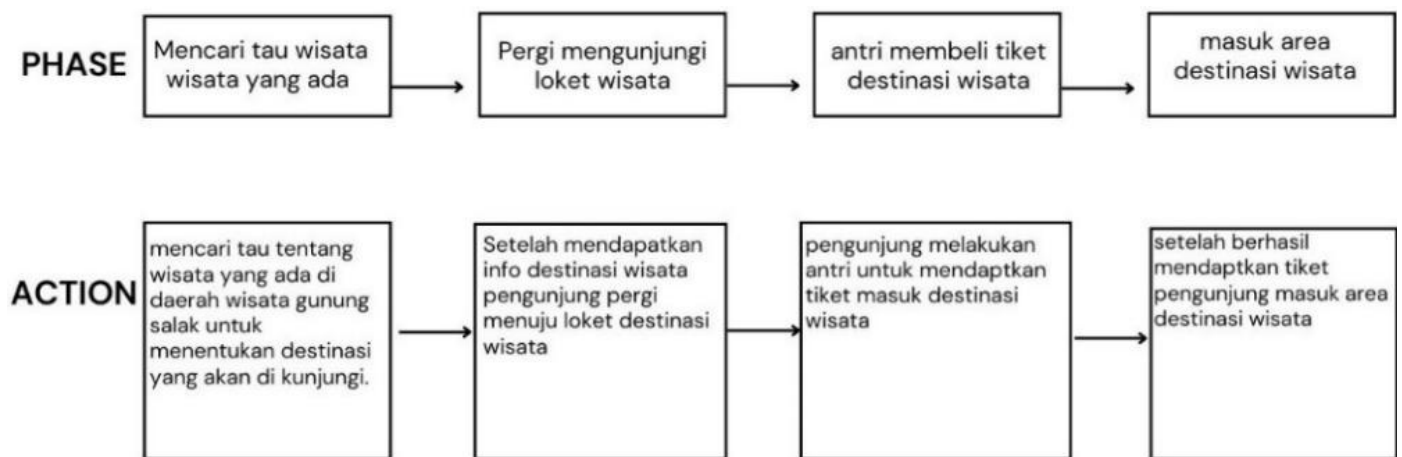 PHASE
Mencari tau wisata
wisata yang ada
Pergi mengunjungi
loket wisata
antri membeli tiket
destinasi wisata
masuk area
destinasi wisata
ACTION
mencari tau tentang
wisata yang ada di
daerah wisata gunung
salak untuk
menentukan destinasi
yang akan di kunjungi.
Setelah mendapatkan
info destinasi wisata
pengunjung pergi
menuju loket destinasi
wisata
pengunjung melakukan
antri untuk mendaptkan
tiket masuk destinasi
wisata
setelah berhasil
mendaptkan tiket
pengunjung masuk area
destinasi wisata